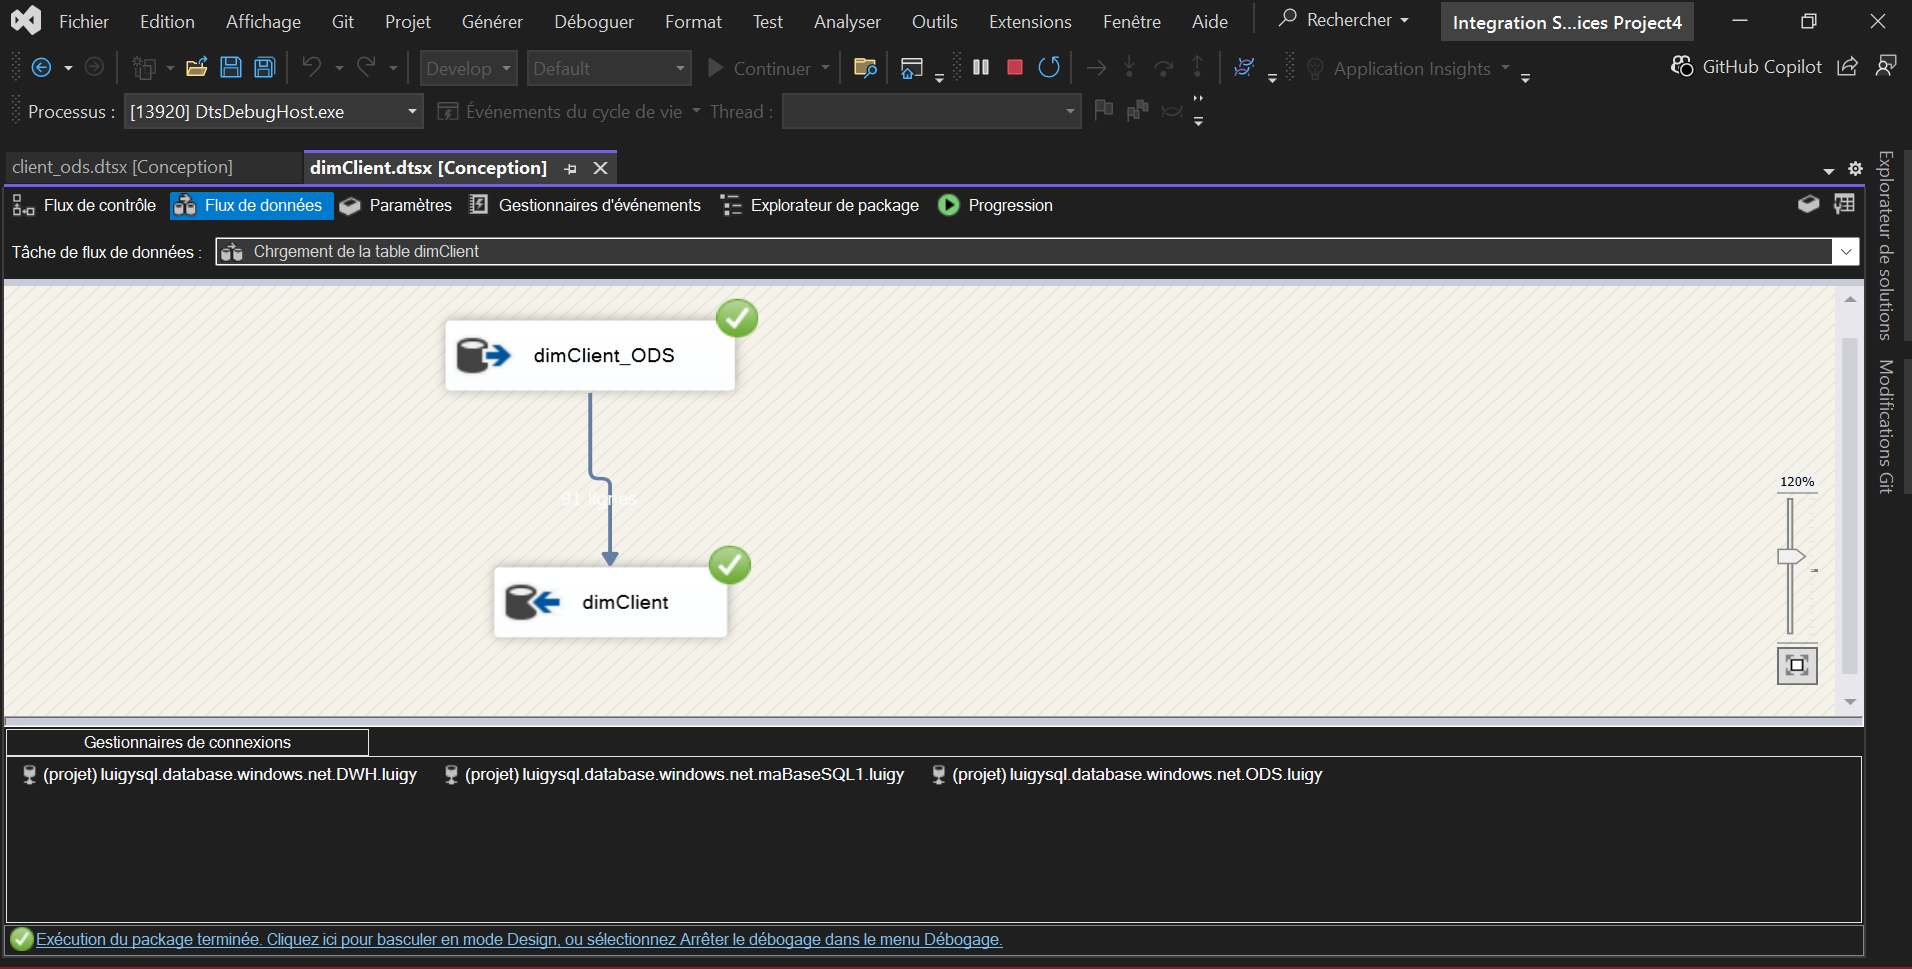 Fichier Edition Affichage Git Projet Générer Déboguer Format Test Analyser Outils Extensions Fenêtre Aide Rechercher Integration S...ices Project4
Develop Default Continuer Application Insights GitHub Copilot
Processus : [13920] DtsDebugHost.exe Événements du cycle de vie Thread :
client_ods.dtsx [Conception] dimClient.dtsx [Conception]
Flux de contrôle Flux de données Paramètres Gestionnaires d'événements Explorateur de package Progression
Tâche de flux de données : Chrgement de la table dimClient
dimClient_ODS
91 lignes
dimClient
120%
Explorateur de solutions
Modifications Git
Gestionnaires de connexions
(projet) luigysql.database.windows.net.DWH.luigy (projet) luigysql.database.windows.net.maBaseSQL1.luigy (projet) luigysql.database.windows.net.ODS.luigy
Exécution du package terminée. Cliquez ici pour basculer en mode Design, ou sélectionnez Arrêter le débogage dans le menu Débogage.